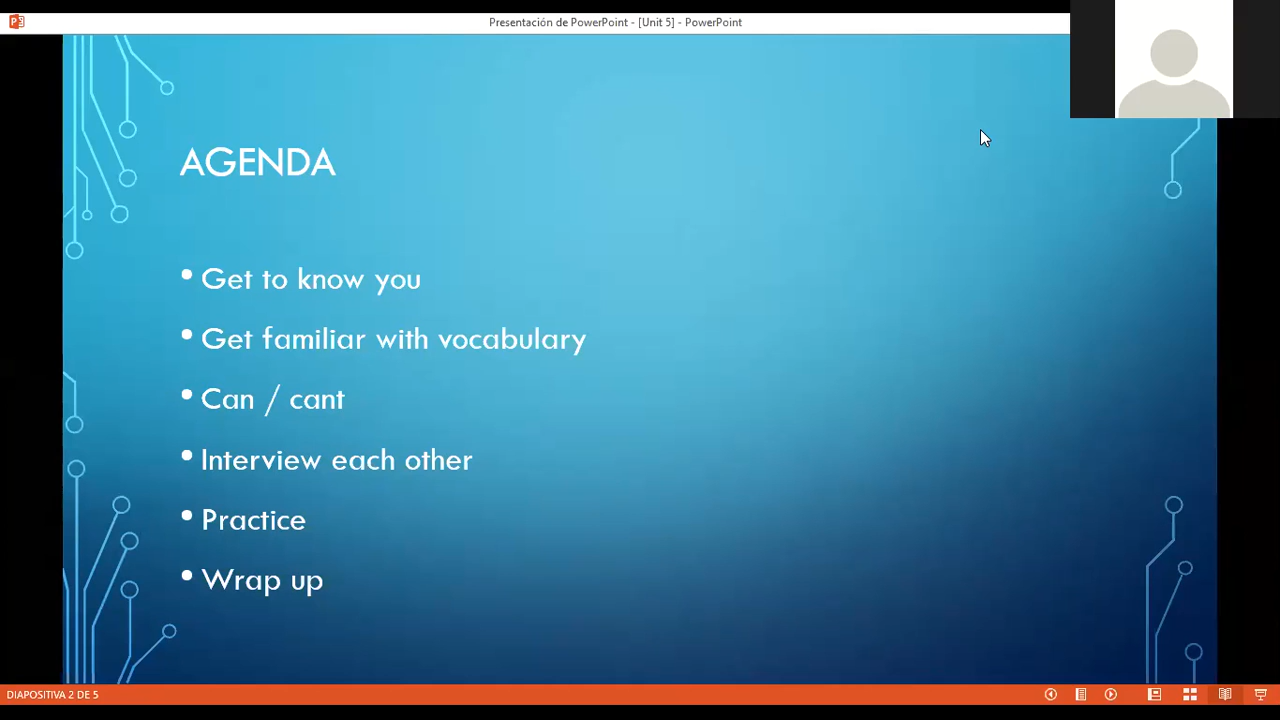 Presentación de PowerPoint - [Unit 5] - PowerPoint
AGENDA
• Get to know you
• Get familiar with vocabulary
• Can / cant
• Interview each other
• Practice
• Wrap up
DIAPOSITIVA 2 DE 5